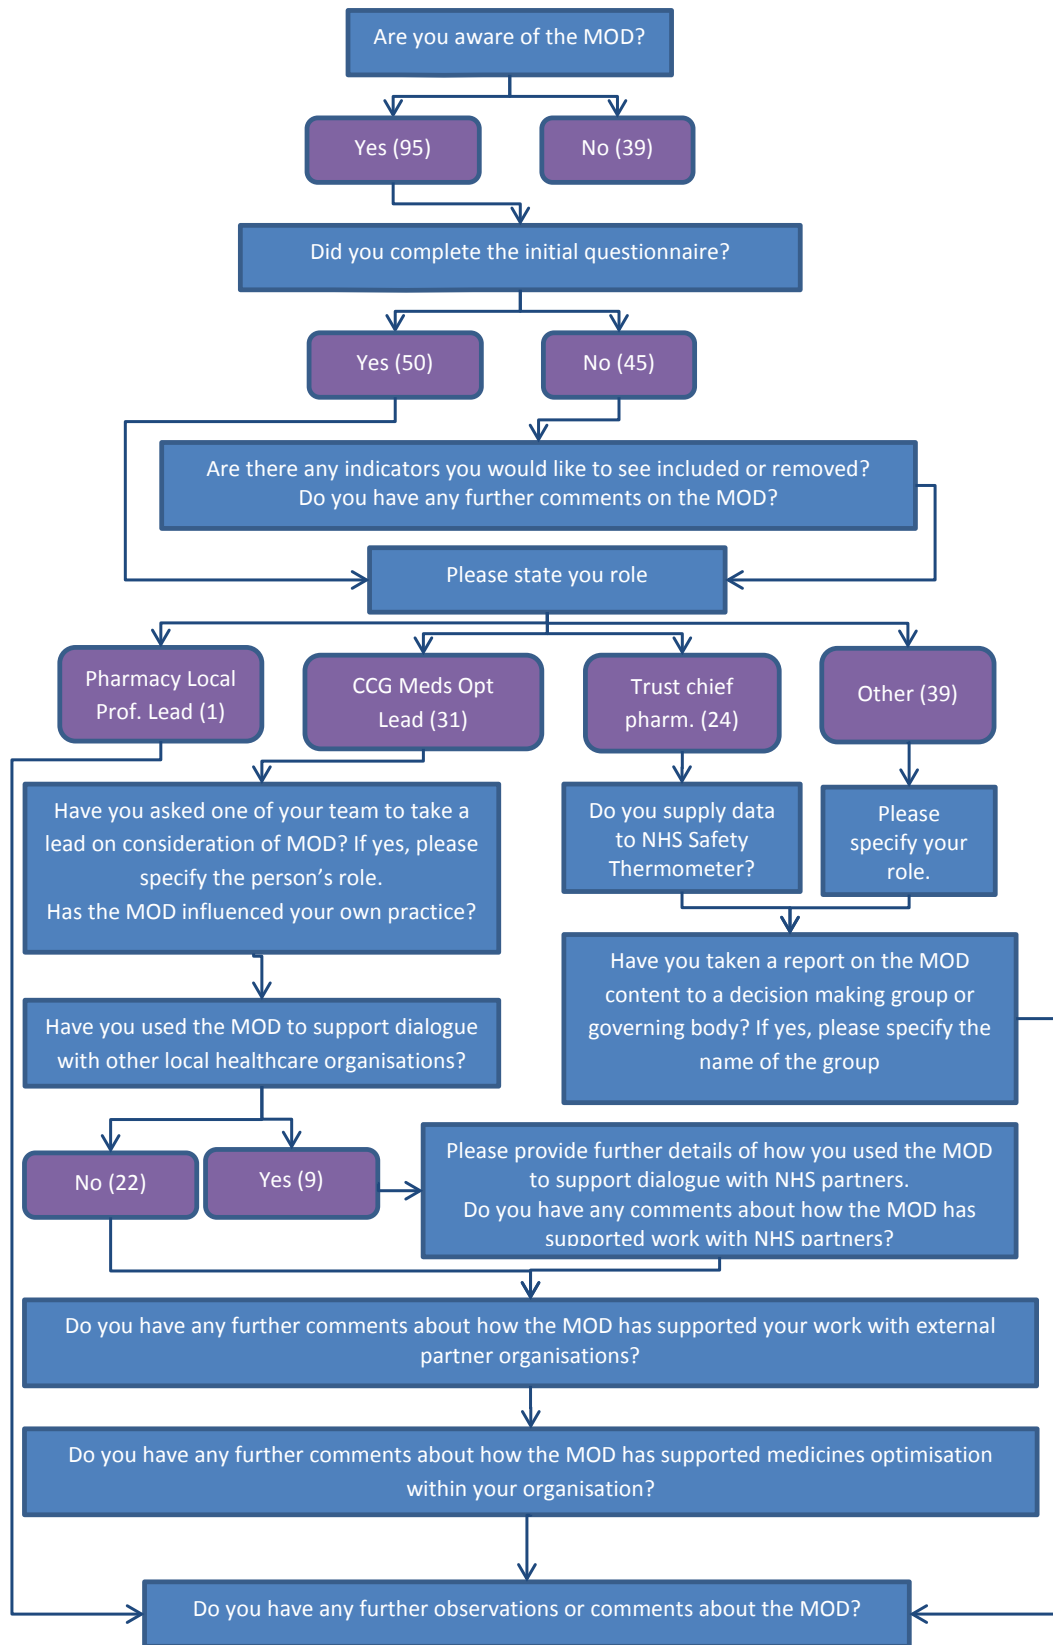 Are you aware of the MOD?
Yes (95)
No (39)
Did you complete the initial questionnaire?
Yes (50)
No (45)
Are there any indicators you would like to see included or removed?
Do you have any further comments on the MOD?
Please state you role
Pharmacy Local
Prof. Lead (1)
CCG Meds Opt
Lead (31)
Trust chief
pharm. (24)
Other (39)
Have you asked one of your team to take a
lead on consideration of MOD? If yes, please
specify the person's role.
Has the MOD influenced your own practice?
Do you supply data
to NHS Safety
Thermometer?
Please
specify your
role.
Have you taken a report on the MOD
content to a decision making group or
governing body? If yes, please specify the
name of the group
Have you used the MOD to support dialogue
with other local healthcare organisations?
No (22)
Yes (9)
Please provide further details of how you used the MOD
to support dialogue with NHS partners.
Do you have any comments about how the MOD has
supported work with NHS partners?
Do you have any further comments about how the MOD has supported your work with external
partner organisations?
Do you have any further comments about how the MOD has supported medicines optimisation
within your organisation?
Do you have any further observations or comments about the MOD?